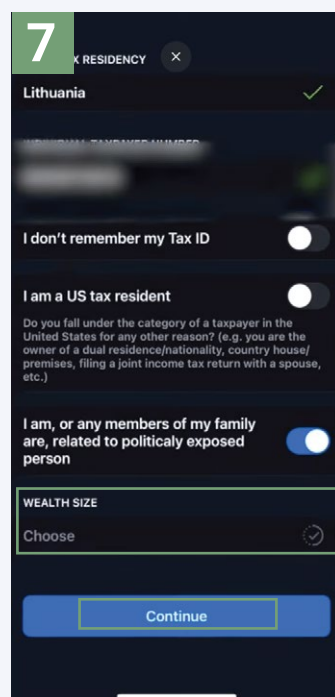 7
X RESIDENCY ×
Lithuania
I don't remember my Tax ID
I am a US tax resident
Do you fall under the category of a taxpayer in the
United States for any other reason? (e.g. you are the
owner of a dual residence/nationality, country house/
premises, filing a joint income tax return with a spouse,
etc.)
I am, or any members of my family
are, related to politicaly exposed
person
WEALTH SIZE
Choose
Continue